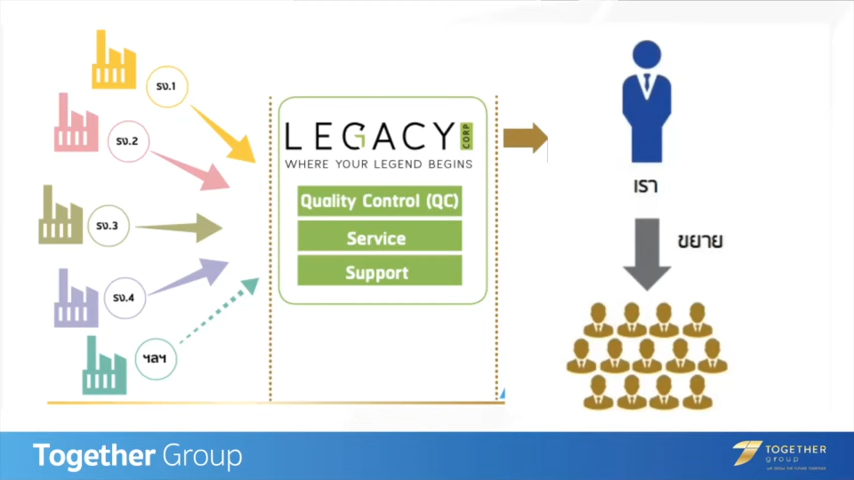 รง.1
รง.2
รง.3
รง.4
ฯลฯ
LEGACY CORP
WHERE YOUR LEGEND BEGINS
Quality Control (QC)
Service
Support
เรา
ขยาย
Together Group
TOGETHER
group